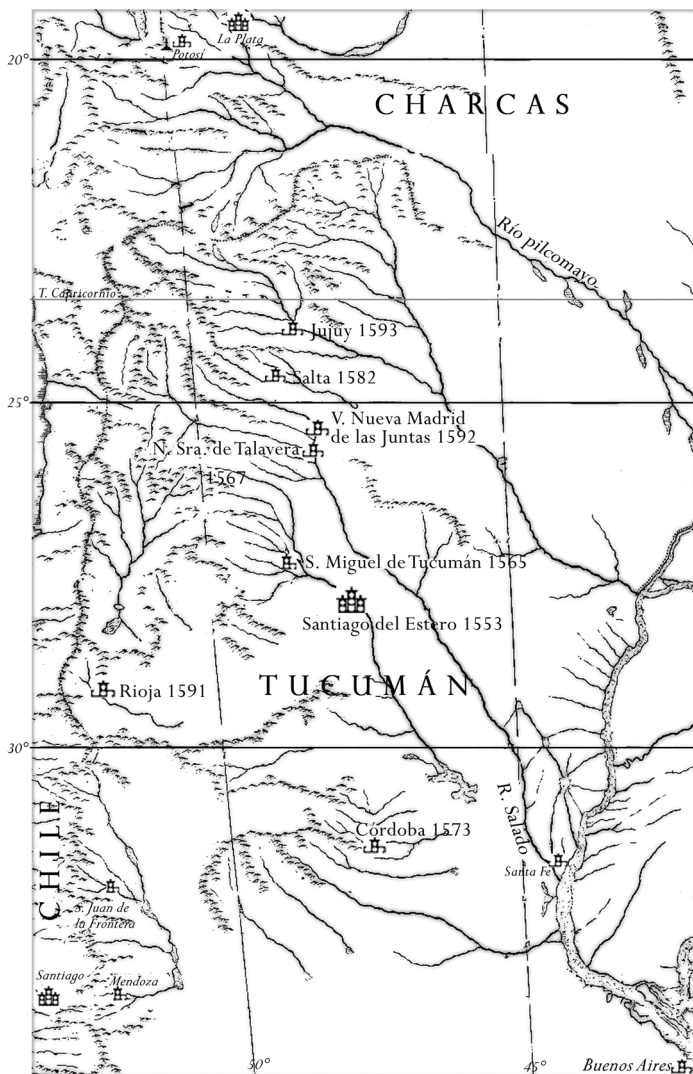 La Plata
Potosí
20°
CHARCAS
Río pilcomayo
T. Capricornio
Jujuy 1593
Salta 1582
25°
V. Nueva Madrid
de las Juntas 1592
N. Sra. de Talavera
1567
S. Miguel de Tucumán 1565
Santiago del Estero 1553
TUCUMÁN
Rioja 1591
30°
R. Salado
CHILE
Córdoba 1573
Santa Fe
S. Juan de
la Frontera
Santiago
Mendoza
50°
45°
Buenos Aires